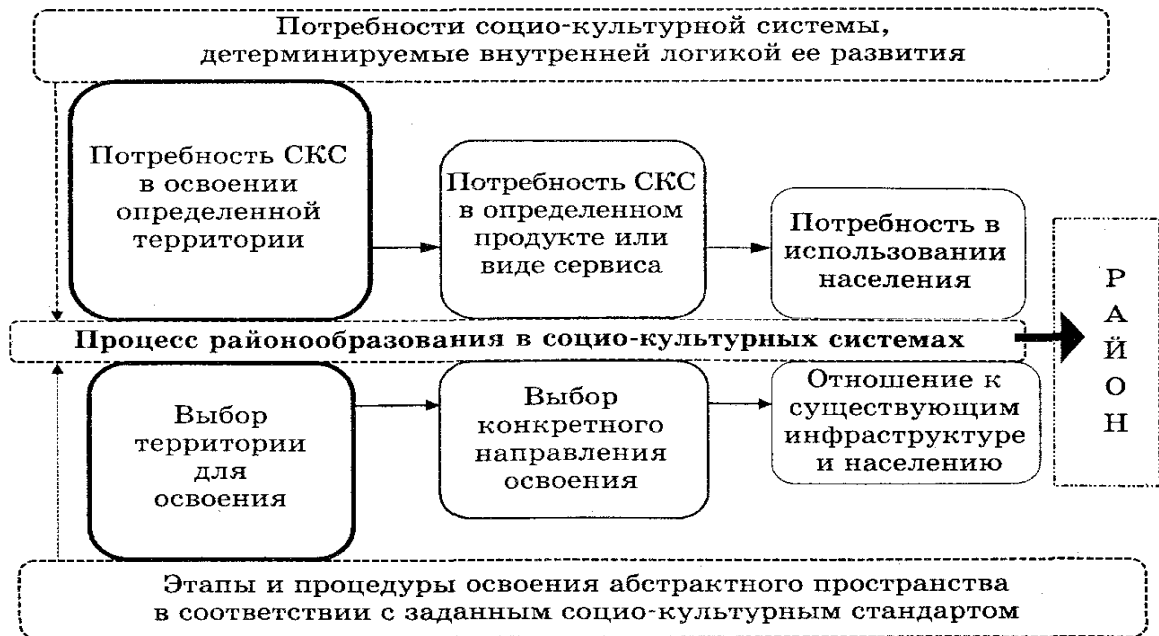 Потребности социо-культурной системы,
детерминируемые внутренней логикой ее развития
Потребность СКС
в освоении
определенной
территории
Потребность СКС
в определенном
продукте или
виде сервиса
Потребность в
использовании
населения
Процесс районообразования в социо-культурных системах
Р
А
Й
О
Н
Выбор
территории
для
освоения
Выбор
конкретного
направления
освоения
Отношение к
существующим
инфраструктуре
и населению
Этапы и процедуры освоения абстрактного пространства
в соответствии с заданным социо-культурным стандартом